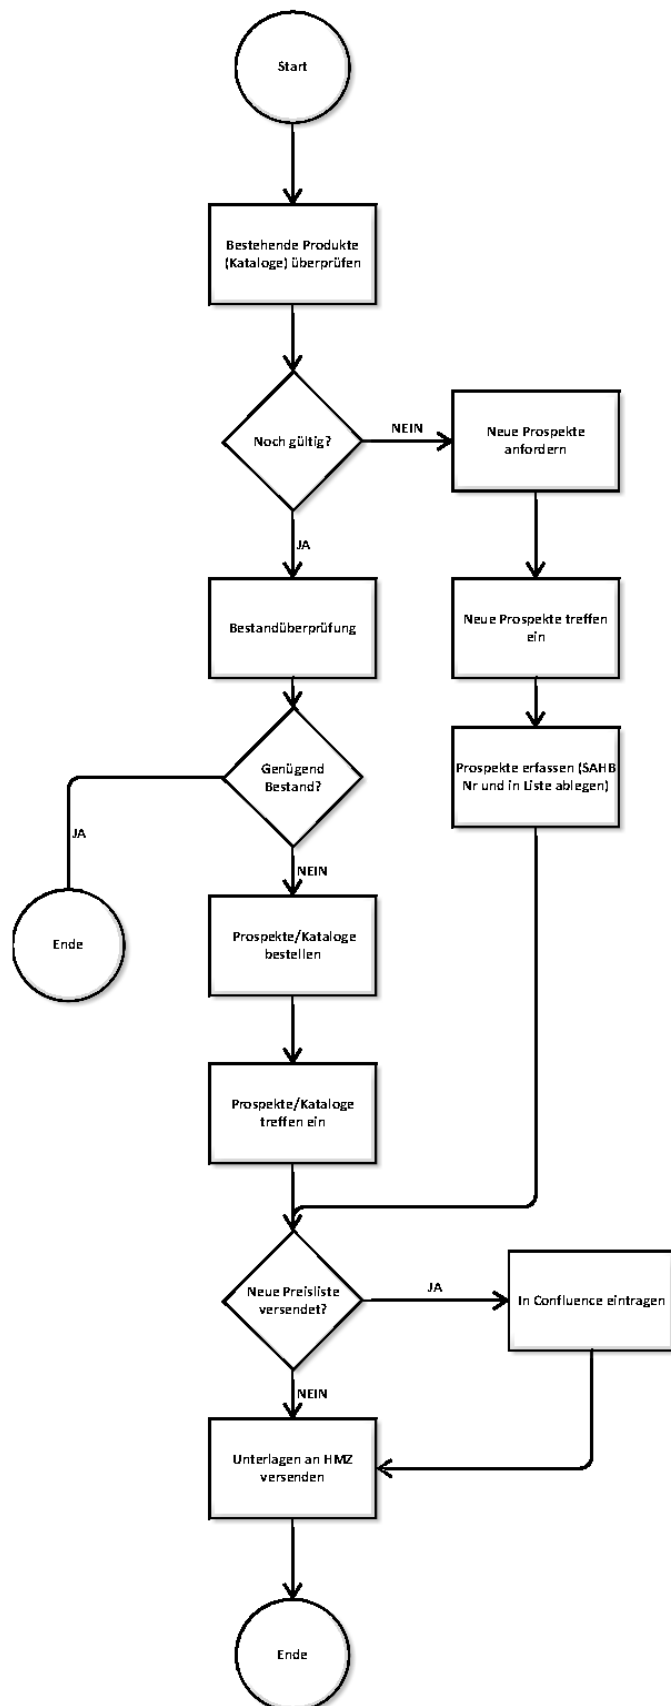 Start
Bestehende Produkte
(Kataloge) überprüfen
Noch gültig?
NEIN
Neue Prospekte
anfordern
JA
Bestandüberprüfung
Neue Prospekte treffen
ein
Genügend
Bestand?
Prospekte erfassen (SAHB
Nr und in Liste ablegen)
JA
NEIN
Ende
Prospekte/Kataloge
bestellen
Prospekte/Kataloge
treffen ein
Neue Preisliste
versendet?
JA
In Confluence eintragen
NEIN
Unterlagen an HMZ
versenden
Ende